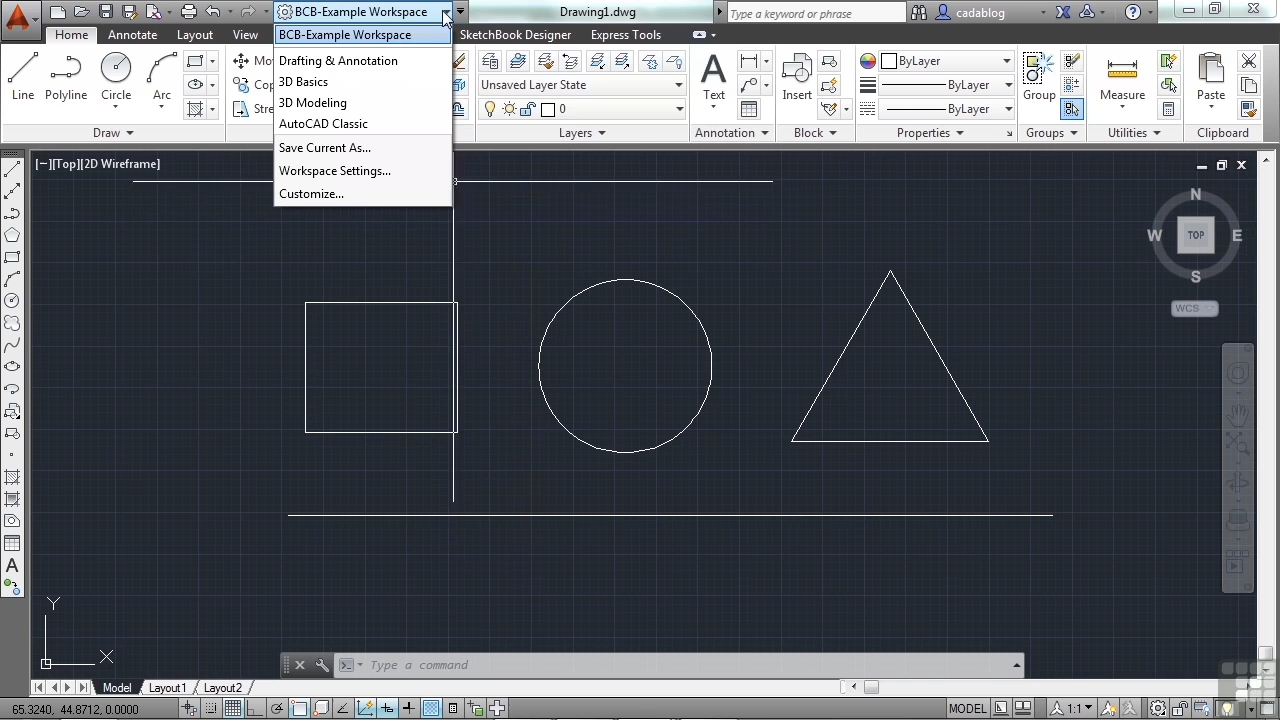 BCB-Example Workspace
Drawing1.dwg
Type a keyword or phrase
cadablog
Home
Annotate
Layout
View
BCB-Example Workspace
SketchBook Designer
Express Tools
Drafting & Annotation
3D Basics
3D Modeling
AutoCAD Classic
Save Current As...
Workspace Settings...
Customize...
Line
Polyline
Circle
Arc
Mov
Cop
Stre
Unsaved Layer State
0
Text
Insert
ByLayer
ByLayer
ByLayer
Group
Measure
Paste
Draw
Layers
Annotation
Block
Properties
Groups
Utilities
Clipboard
[−][Top][2D Wireframe]
N
W
TOP
E
S
WCS
A
Y
X
Type a command
Model
Layout1
Layout2
65.3240, 44.8712, 0.0000
MODEL
1:1